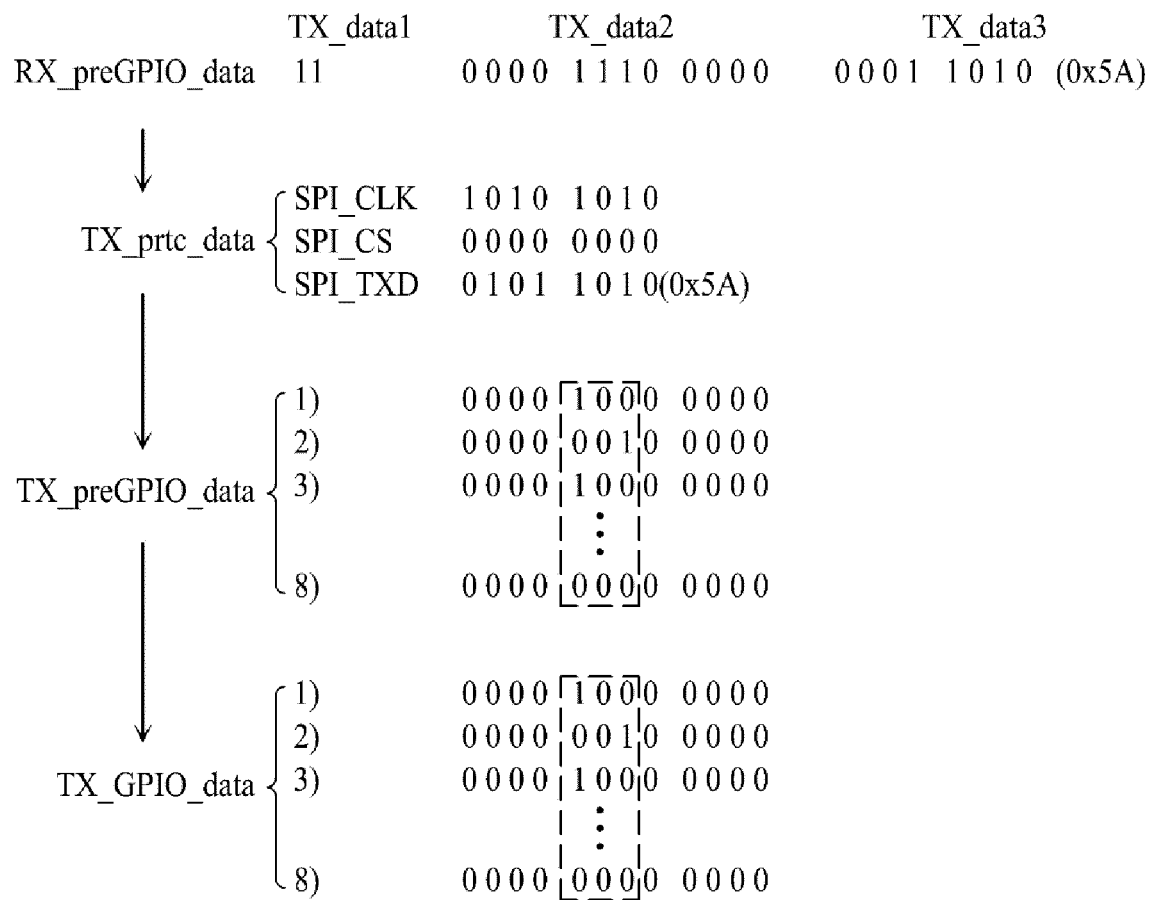 TX_data1 TX_data2 TX_data3
RX_preGPIO_data 11 0000 1110 0000 0001 1010 (0x5A)
SPI_CLK 1010 1010
TX_prtc_data SPI_CS 0000 0000
SPI_TXD 0101 1010(0x5A)
1) 0000 1000 0000
2) 0000 0010 0000
TX_preGPIO_data 3) 0000 1000 0000
8) 0000 0000 0000
1) 0000 1000 0000
2) 0000 0010 0000
TX_GPIO_data 3) 0000 1000 0000
8) 0000 0000 0000